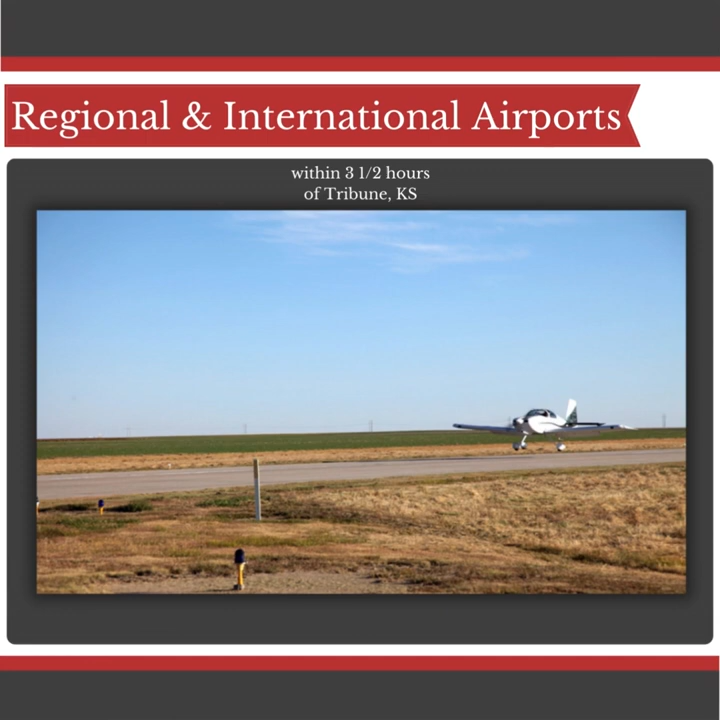 Regional & International Airports
within 3 1/2 hours
of Tribune, KS